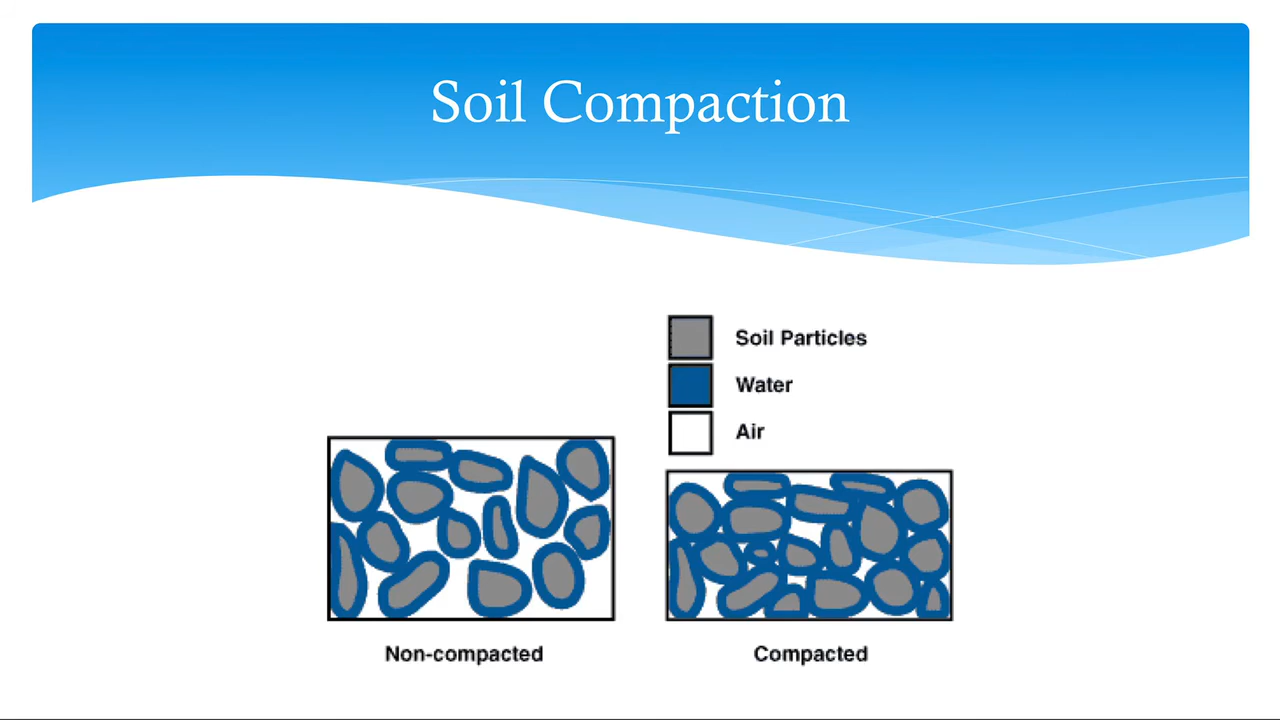 Soil Compaction
Soil Particles
Water
Air
Non-compacted
Compacted